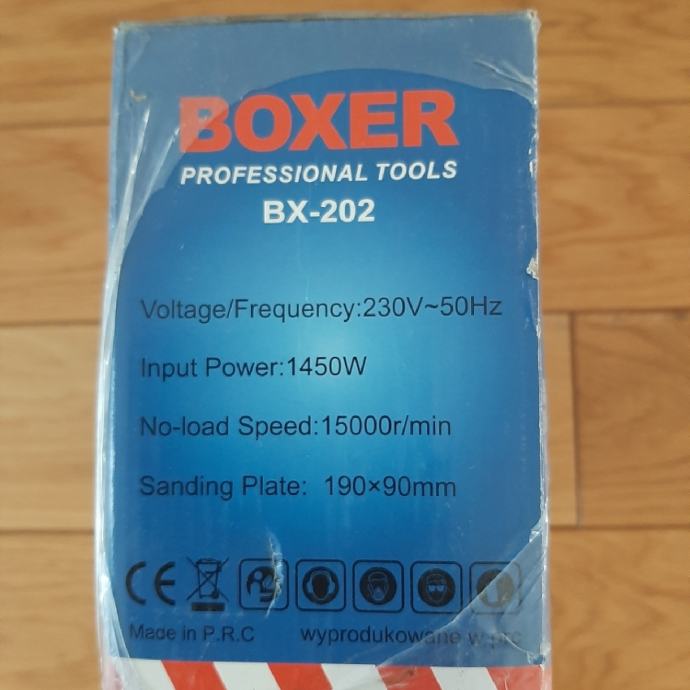 BOXER
PROFESSIONAL TOOLS
BX-202
Voltage/Frequency:230V~50Hz
Input Power:1450W
No-load Speed:15000r/min
Sanding Plate: 190×90mm
CE
Made in P.R.C wyprodukowane w prc